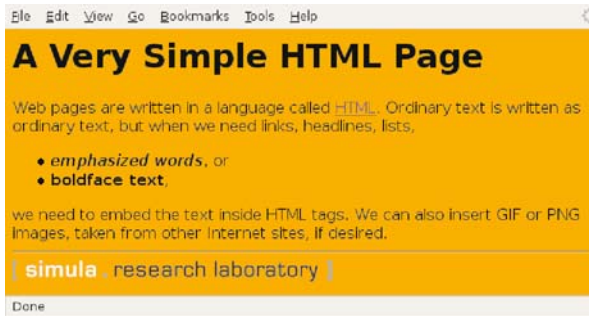 File Edit View Go Bookmarks Tools Help
A Very Simple HTML Page
Web pages are written in a language called HTML. Ordinary text is written as
ordinary text, but when we need links, headlines, lists,
• emphasized words, or
• boldface text,
we need to embed the text inside HTML tags. We can also insert GIF or PNG
images, taken from other Internet sites, if desired.
[ simula . research laboratory ]
Done